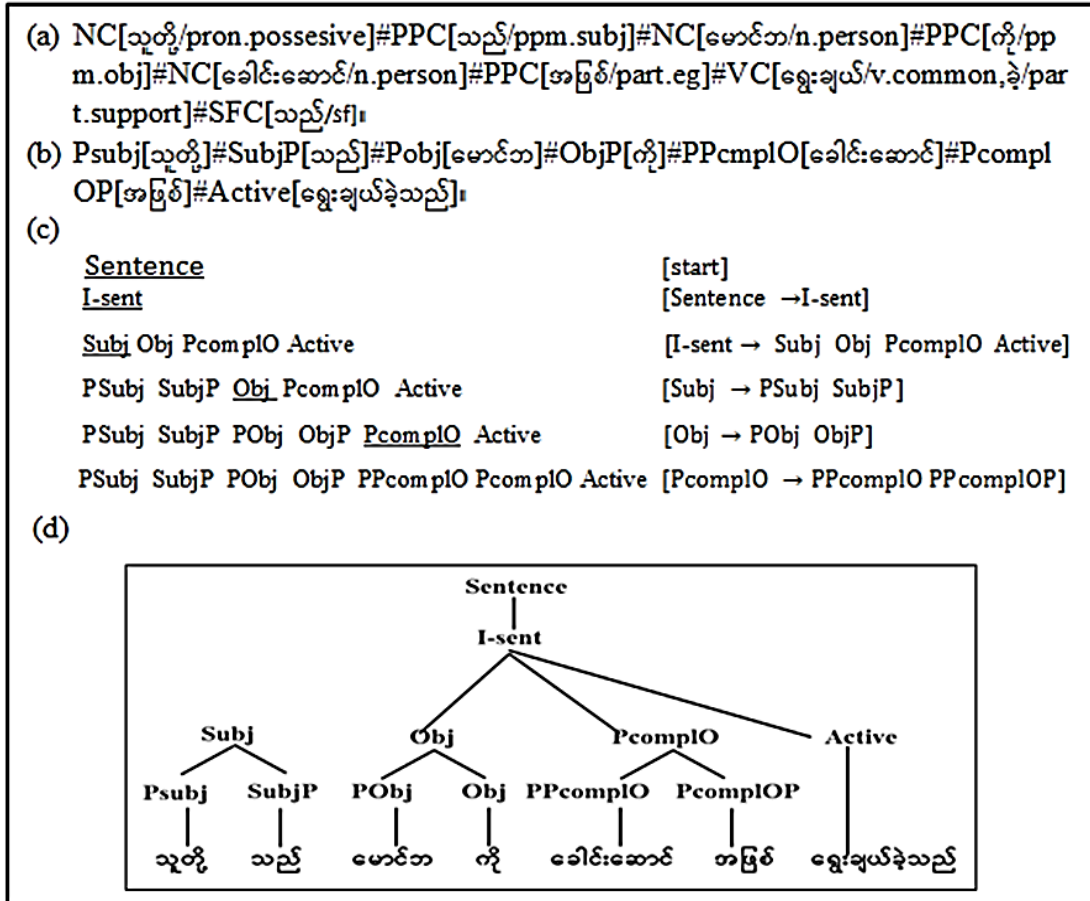 (a) NC[သူတို့/pron.possesive]#PPC[သည်/ppm.subj]#NC[မောင်ဘ/n.person]#PPC[ကို/pp
m.obj]#NC[ခေါင်းဆောင်/n.person]#PPC[အဖြစ်/part.eg]#VC[ရွေးချယ်/v.common,ခဲ့/par
t.support]#SFC[သည်/sf]။
(b) Psubj[သူတို့]#SubjP[သည်]#Pobj[မောင်ဘ]#ObjP[ကို]#PPcmplO[ခေါင်းဆောင်]#Pcompl
OP[အဖြစ်]#Active[ရွေးချယ်ခဲ့သည်]။
(c)
Sentence [start]
I-sent [Sentence →I-sent]
Subj Obj PcomplO Active [I-sent → Subj Obj PcomplO Active]
PSubj SubjP Obj PcomplO Active [Subj → PSubj SubjP]
PSubj SubjP PObj ObjP PcomplO Active [Obj → PObj ObjP]
PSubj SubjP PObj ObjP PPcomplO PcomplO Active [PcomplO → PPcomplO PPcomplOP]
(d)
Sentence
I-sent
Subj Obj PcomplO Active
Psubj SubjP PObj Obj PPcomplO PcomplOP
သူတို့ သည် မောင်ဘ ကို ခေါင်းဆောင် အဖြစ် ရွေးချယ်ခဲ့သည်